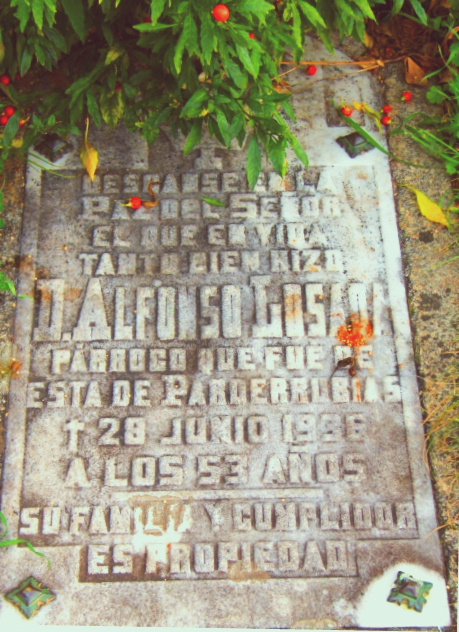 DESCANSE EN LA
PAZ DEL SEÑOR
EL QUE EN VIDA
TANTO BIEN HIZO
D. ALFONSO LOSADA
PÁRROCO QUE FUE DE
ESTA DE PARDERRUBIAS
† 28 JUNIO 1936
A LOS 53 AÑOS
SU FAMILIA Y CUMPLIDOR
ES PROPIEDAD